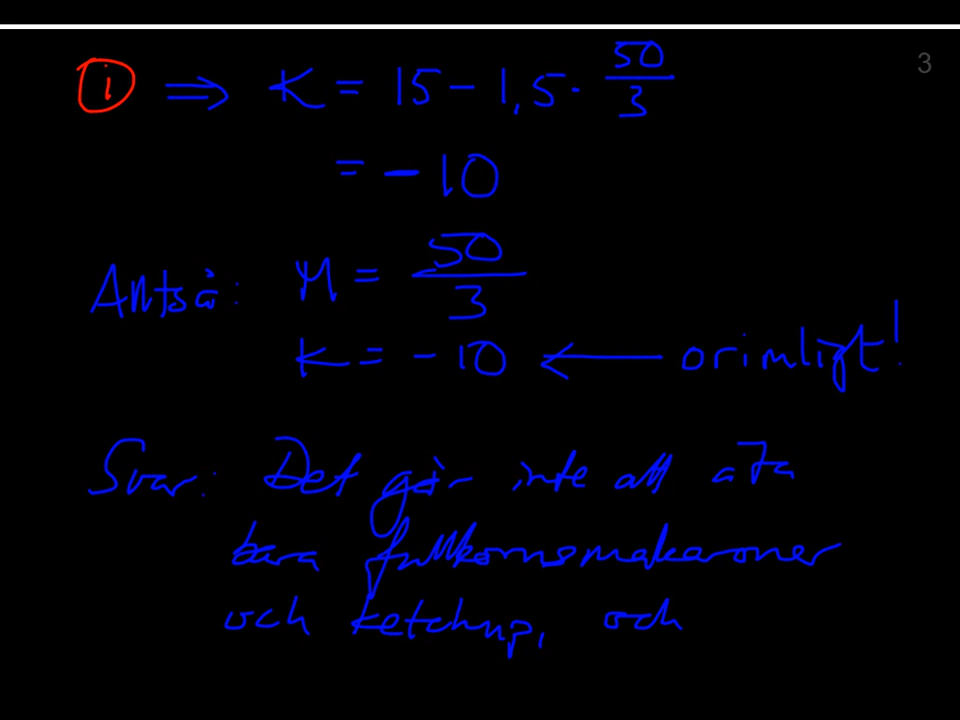 3
① ⇒ K = 15 - 1,5 · 50/3
= -10
Alltså: M = 50/3
K = -10 ← orimligt!
Svar: Det går inte att äta
bara fullkornsmakaroner
och ketchup, och